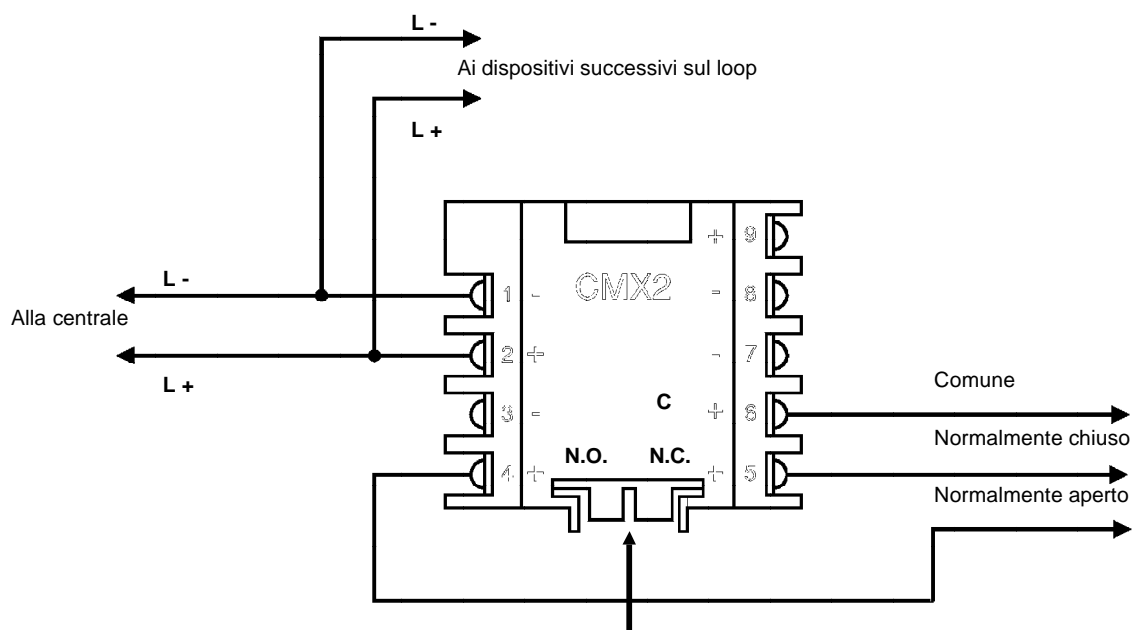 L -
Ai dispositivi successivi sul loop
L +
+ 9
L -
1 - CMX2 - 8
Alla centrale
2 + - 7
L +
Comune
3 - C + 6
Normalmente chiuso
N.O. N.C.
4 + + 5
Normalmente aperto